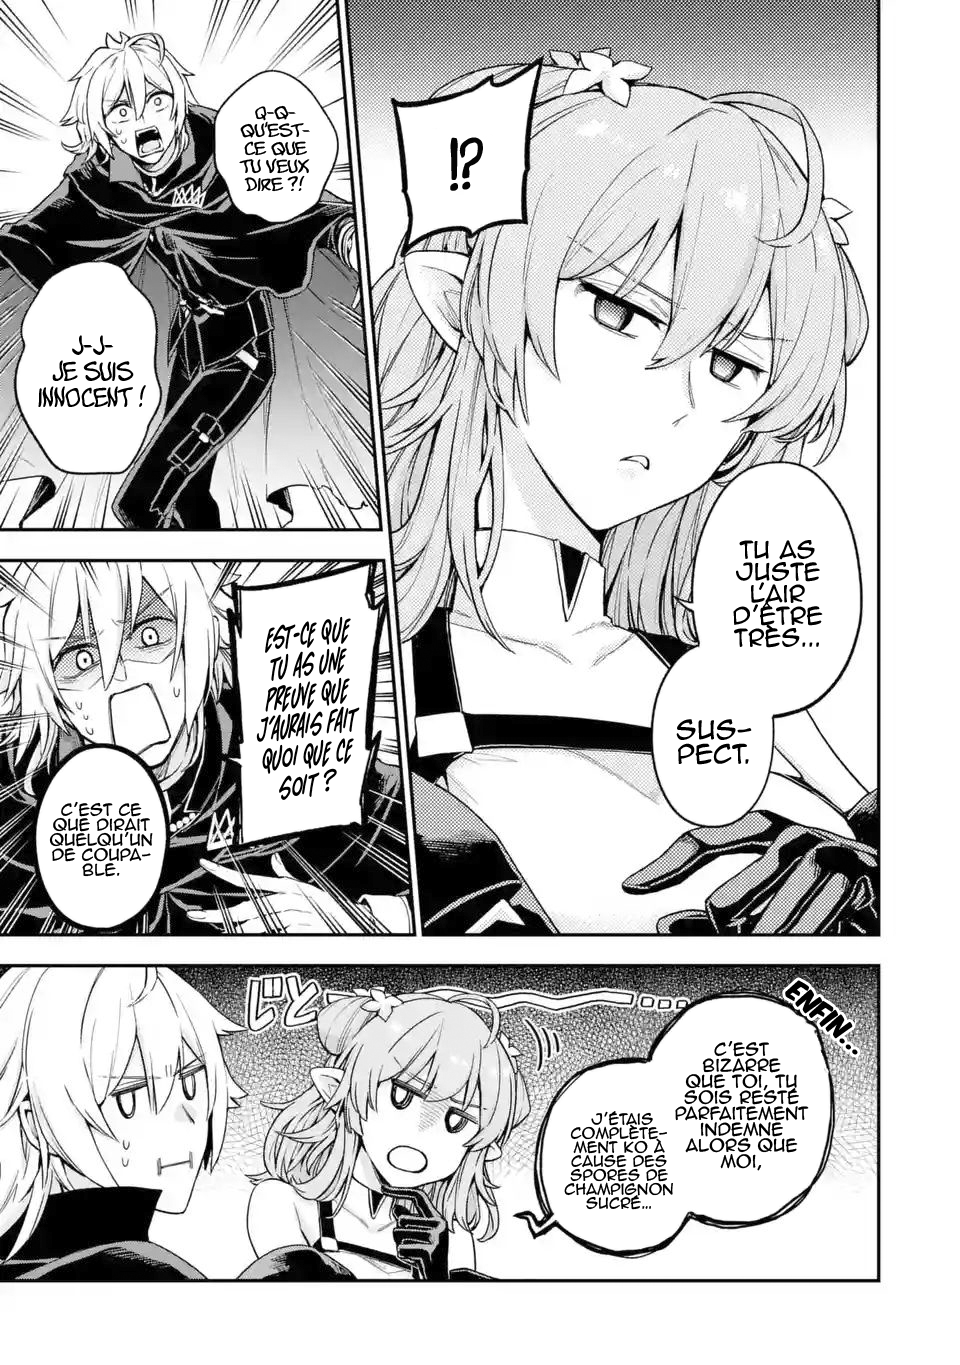 !?
TU AS
JUSTE
L'AIR
D'ÊTRE
TRÈS...
SUS-
PECT.
Q-Q-
QU'EST-
CE QUE
TU VEUX
DIRE ?!
J-J-
JE SUIS
INNOCENT !
EST-CE QUE
TU AS UNE
PREUVE QUE
J'AURAIS FAIT
QUOI QUE CE
SOIT ?
C'EST CE
QUE DIRAIT
QUELQU'UN
DE COUPA-
BLE.
ENFIN...
C'EST
BIZARRE
QUE TOI, TU
SOIS RESTÉ
PARFAITEMENT
INDEMNE
ALORS QUE
MOI,
J'ÉTAIS
COMPLÈTE-
MENT KO À
CAUSE DES
SPORES DE
CHAMPIGNON
SUCRÉ...
じと〜〜…